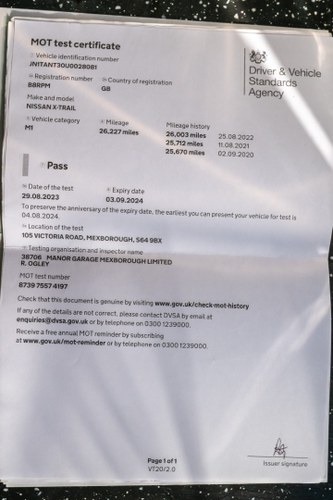 MOT test certificate
Vehicle identification number
JN1TANT30U0028081
Driver & Vehicle
Standards
Agency
Registration number Country of registration
BBRPM GB
Make and model
NISSAN X-TRAIL
Vehicle category Mileage Mileage history
M1 26,227 miles 26,003 miles 25.08.2022
25,712 miles 11.08.2021
25,670 miles 02.09.2020
Pass
Date of the test Expiry date
29.08.2023 03.09.2024
To preserve the anniversary of the expiry date, the earliest you can present your vehicle for test is
04.08.2024.
Location of the test
105 VICTORIA ROAD, MEXBOROUGH, S64 9BX
Testing organisation and inspector name
38706 MANOR GARAGE MEXBOROUGH LIMITED
R. OGLEY
MOT test number
8739 7557 4197
Check that this document is genuine by visiting www.gov.uk/check-mot-history
If any of the details are not correct, please contact DVSA by email at
enquiries@dvsa.gov.uk or by telephone on 0300 1239000.
Receive a free annual MOT reminder by subscribing
at www.gov.uk/mot-reminder or by telephone on 0300 1239000.
Issuer signature
Page 1 of 1
VT20/2.0